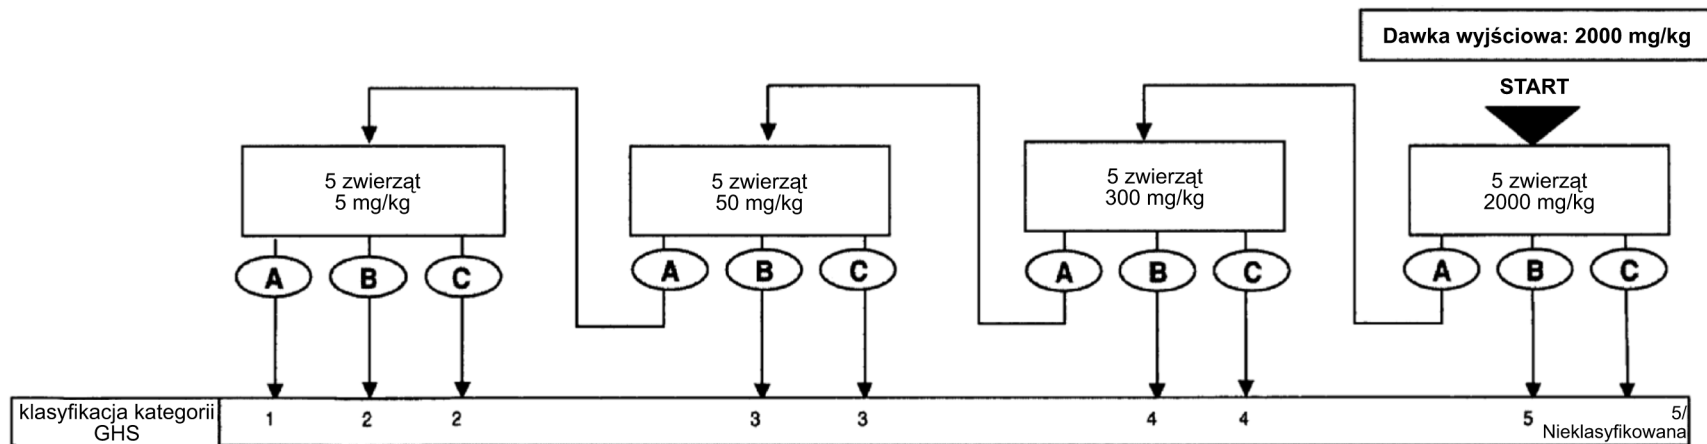 Dawka wyjściowa: 2000 mg/kg
START
5 zwierząt
5 mg/kg
5 zwierząt
50 mg/kg
5 zwierząt
300 mg/kg
5 zwierząt
2000 mg/kg
A B C A B C A B C A B C
klasyfikacja kategorii
GHS
1 2 2 3 3 4 4 5 5/
Nieklasyfikowana